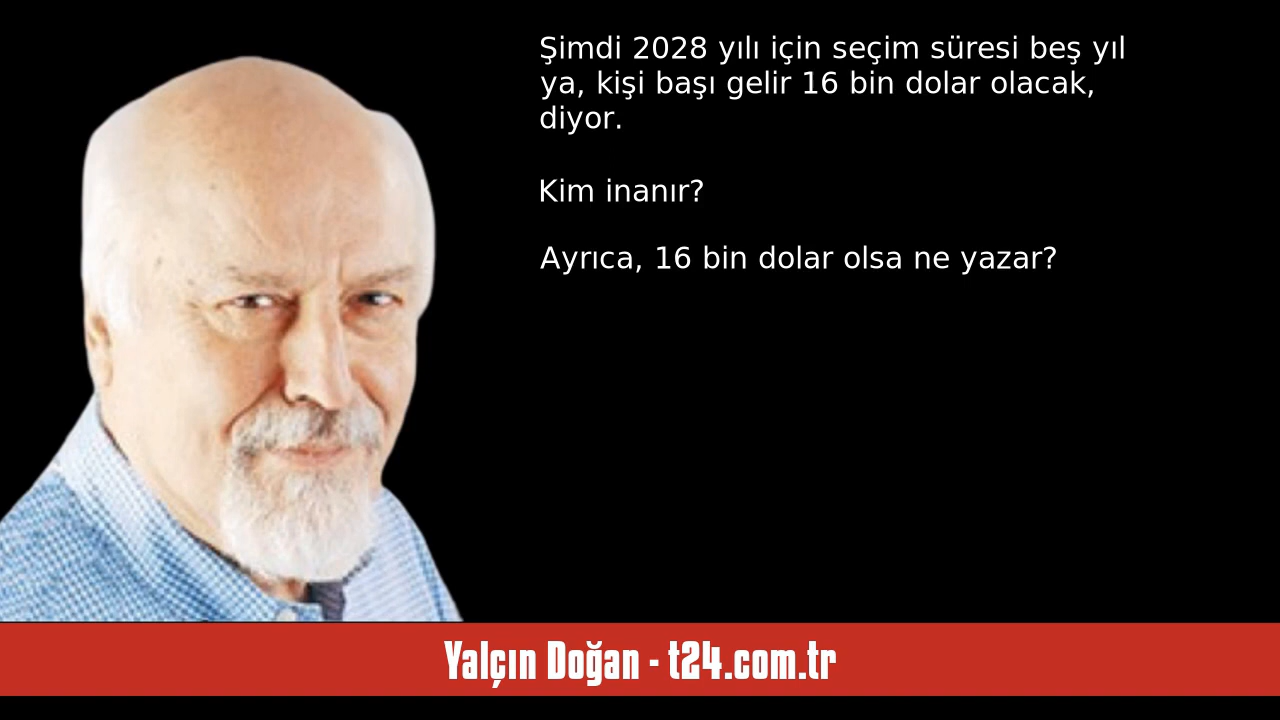 Şimdi 2028 yılı için seçim süresi beş yıl
ya, kişi başı gelir 16 bin dolar olacak,
diyor.
Kim inanır?
Ayrıca, 16 bin dolar olsa ne yazar?
Yalçın Doğan - t24.com.tr